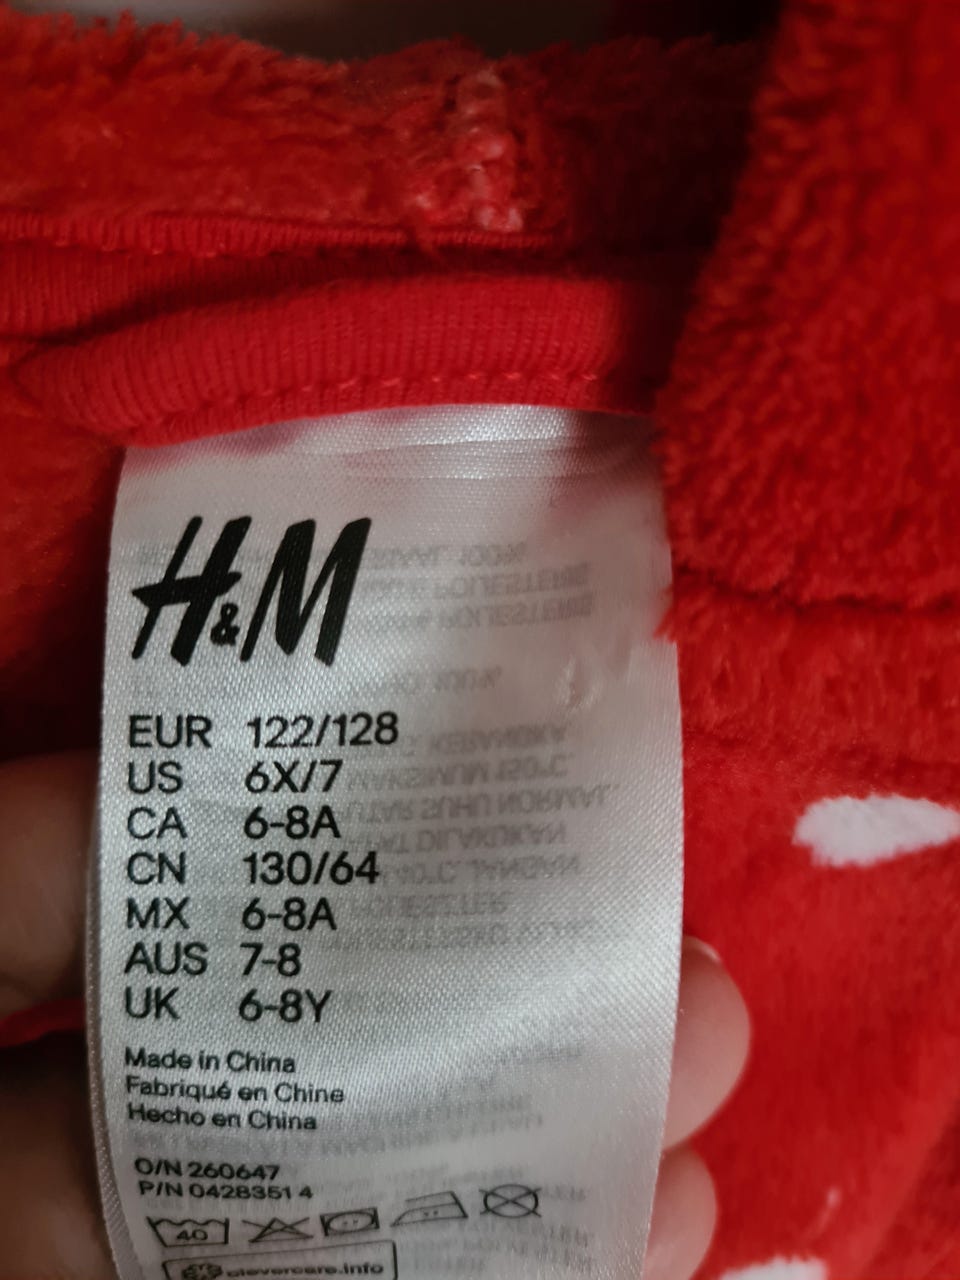 H&M
EUR 122/128
US 6X/7
CA 6-8A
CN 130/64
MX 6-8A
AUS 7-8
UK 6-8Y
Made in China
Fabriqué en Chine
Hecho en China
O/N 260647
P/N 0428351 4
40
clevercare.info